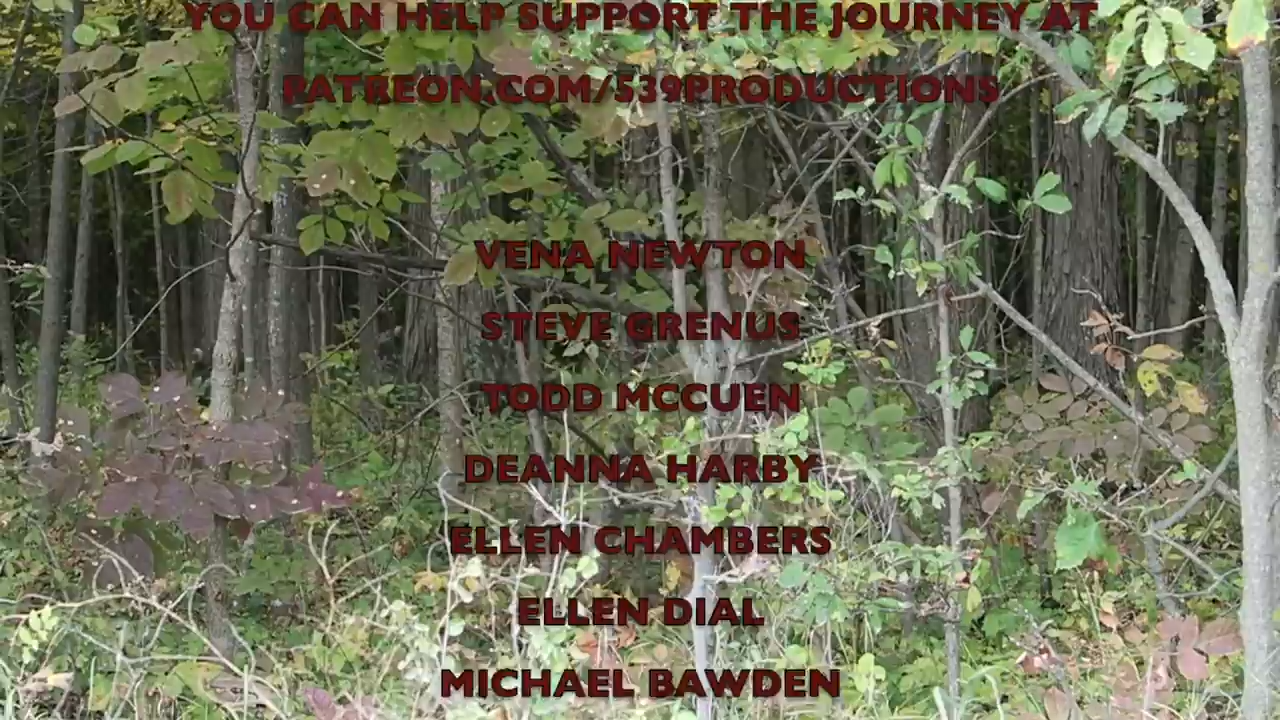 YOU CAN HELP SUPPORT THE JOURNEY AT
PATREON.COM/539PRODUCTIONS
VENA NEWTON
STEVE GRENUS
TODD MCCUEN
DEANNA HARBY
ELLEN CHAMBERS
ELLEN DIAL
MICHAEL BAWDEN